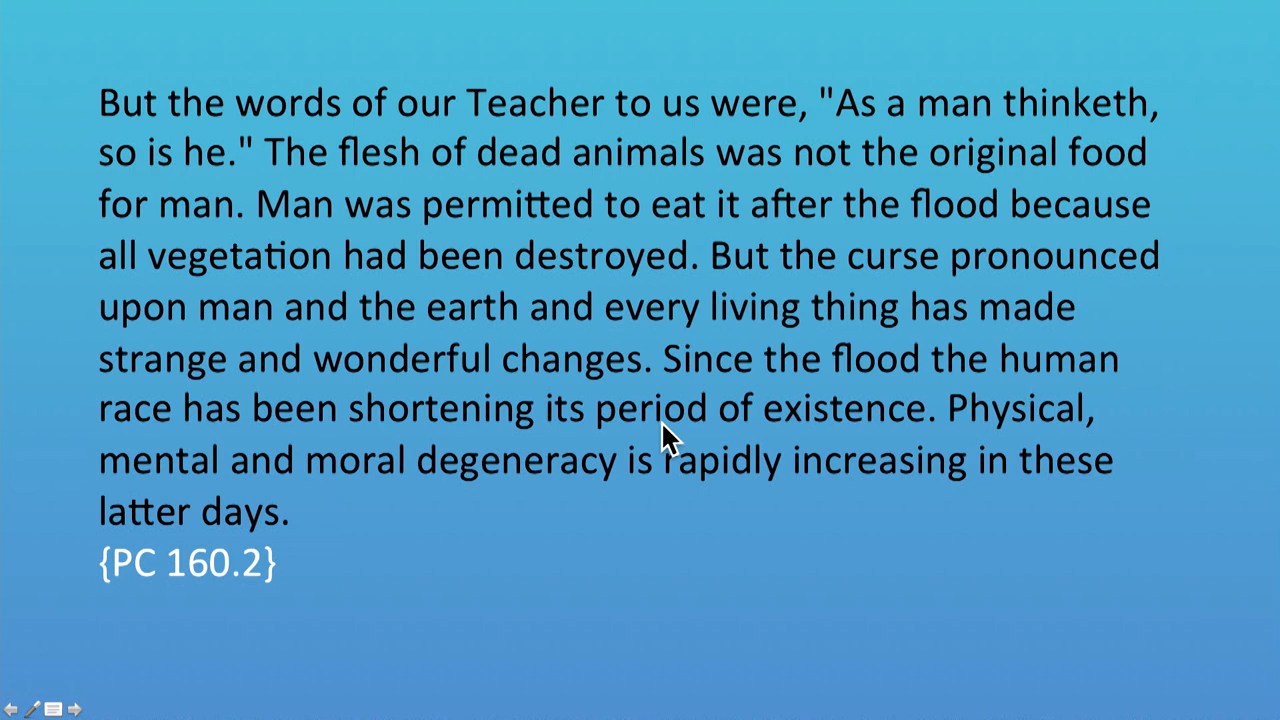 But the words of our Teacher to us were, "As a man thinketh,
so is he." The flesh of dead animals was not the original food
for man. Man was permitted to eat it after the flood because
all vegetation had been destroyed. But the curse pronounced
upon man and the earth and every living thing has made
strange and wonderful changes. Since the flood the human
race has been shortening its period of existence. Physical,
mental and moral degeneracy is rapidly increasing in these
latter days.
{PC 160.2}